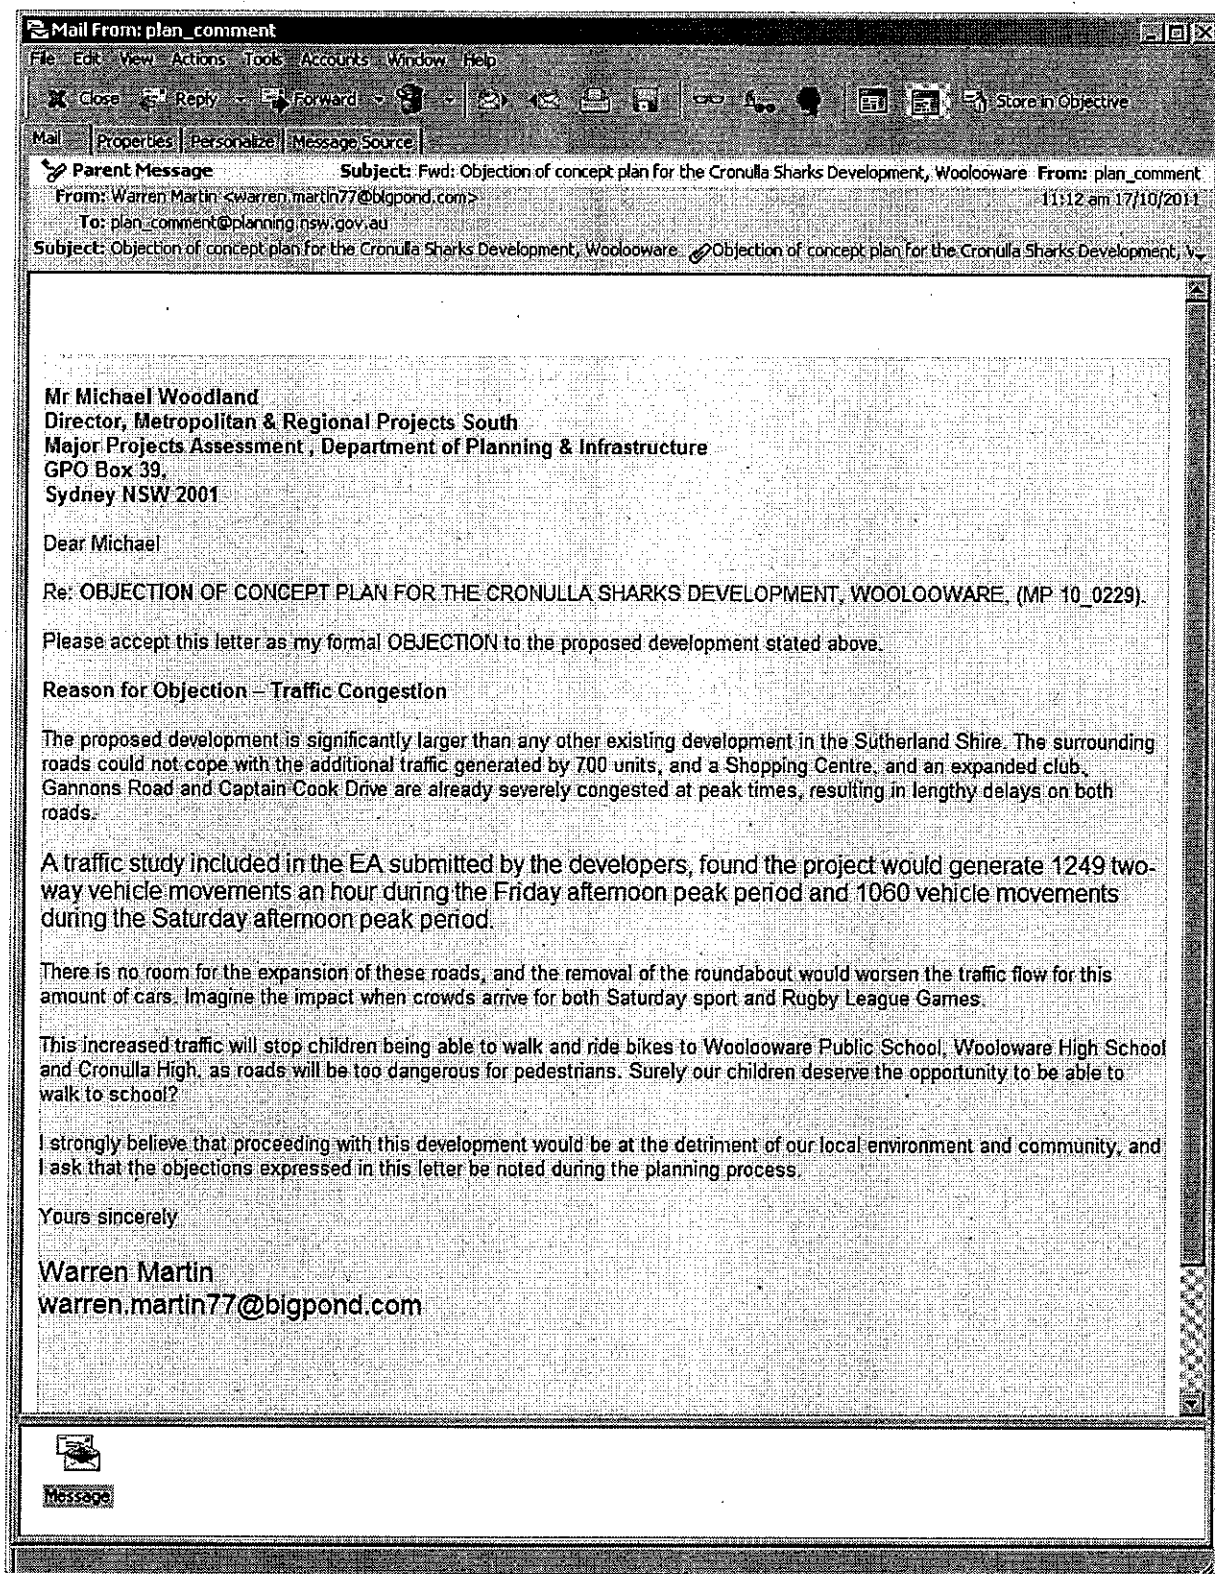 Mail From: plan_comment
File Edit View Actions Tools Accounts Window Help
Close Reply Forward Store in Objective
Mail Properties Personalize Message Source
Parent Message Subject: Fwd: Objection of concept plan for the Cronulla Sharks Development, Woolooware From: plan_comment
From: Warren Martin <warren.martin77@bigpond.com> 11:12 am 17/10/2011
To: plan_comment@planning.nsw.gov.au
Subject: Objection of concept plan for the Cronulla Sharks Development, Woolooware Objection of concept plan for the Cronulla Sharks Development,
Mr Michael Woodland
Director, Metropolitan & Regional Projects South
Major Projects Assessment , Department of Planning & Infrastructure
GPO Box 39,
Sydney NSW 2001
Dear Michael
Re: OBJECTION OF CONCEPT PLAN FOR THE CRONULLA SHARKS DEVELOPMENT, WOOLOOWARE, (MP 10_0229).
Please accept this letter as my formal OBJECTION to the proposed development stated above.
Reason for Objection – Traffic Congestion
The proposed development is significantly larger than any other existing development in the Sutherland Shire. The surrounding
roads could not cope with the additional traffic generated by 700 units, and a Shopping Centre, and an expanded club.
Gannons Road and Captain Cook Drive are already severely congested at peak times, resulting in lengthy delays on both
roads.
A traffic study included in the EA submitted by the developers, found the project would generate 1249 two-
way vehicle movements an hour during the Friday afternoon peak period and 1060 vehicle movements
during the Saturday afternoon peak period.
There is no room for the expansion of these roads, and the removal of the roundabout would worsen the traffic flow for this
amount of cars. Imagine the impact when crowds arrive for both Saturday sport and Rugby League Games.
This increased traffic will stop children being able to walk and ride bikes to Woolooware Public School, Wooloware High School
and Cronulla High, as roads will be too dangerous for pedestrians. Surely our children deserve the opportunity to be able to
walk to school?
I strongly believe that proceeding with this development would be at the detriment of our local environment and community, and
I ask that the objections expressed in this letter be noted during the planning process.
Yours sincerely
Warren Martin
warren.martin77@bigpond.com
Message